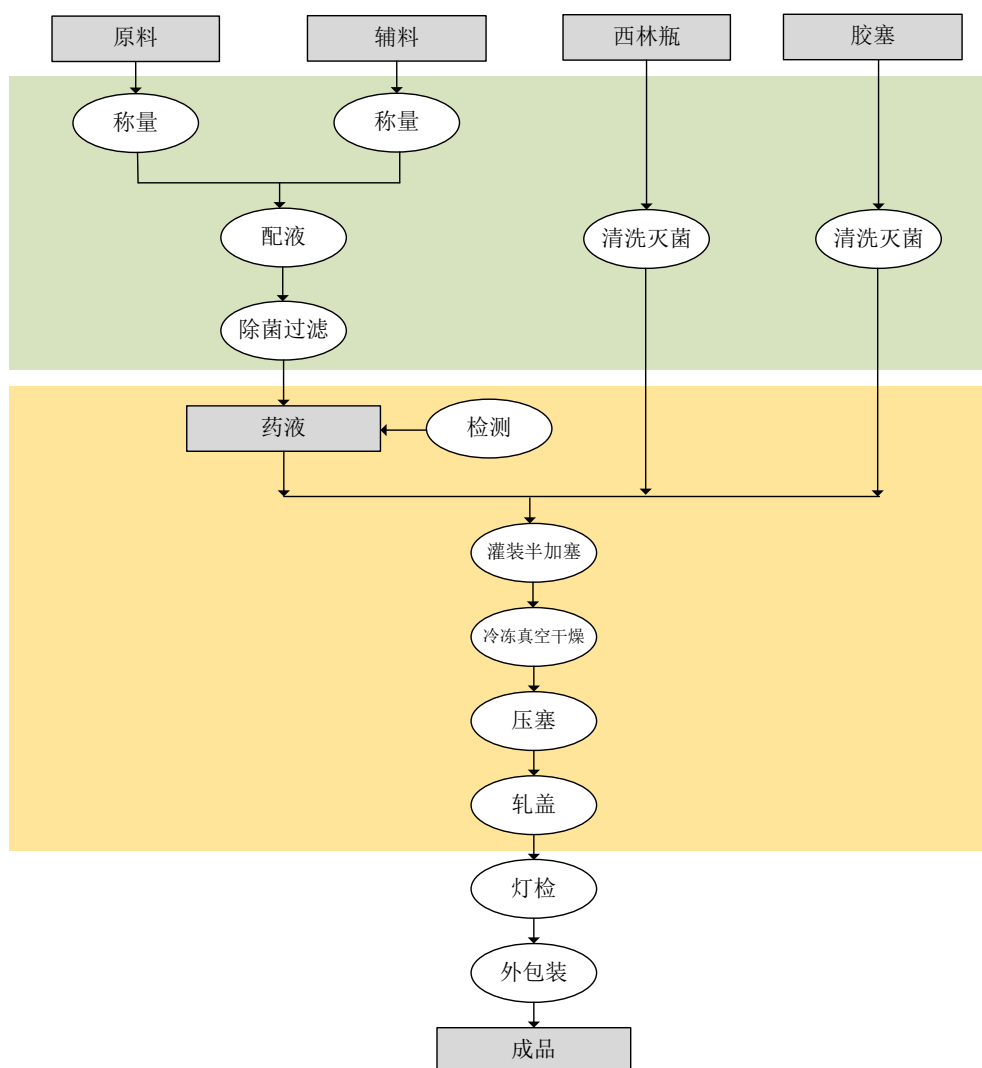 原料
辅料
西林瓶
胶塞
称量
称量
配液
清洗灭菌
清洗灭菌
除菌过滤
药液
检测
灌装半加塞
冷冻真空干燥
压塞
轧盖
灯检
外包装
成品